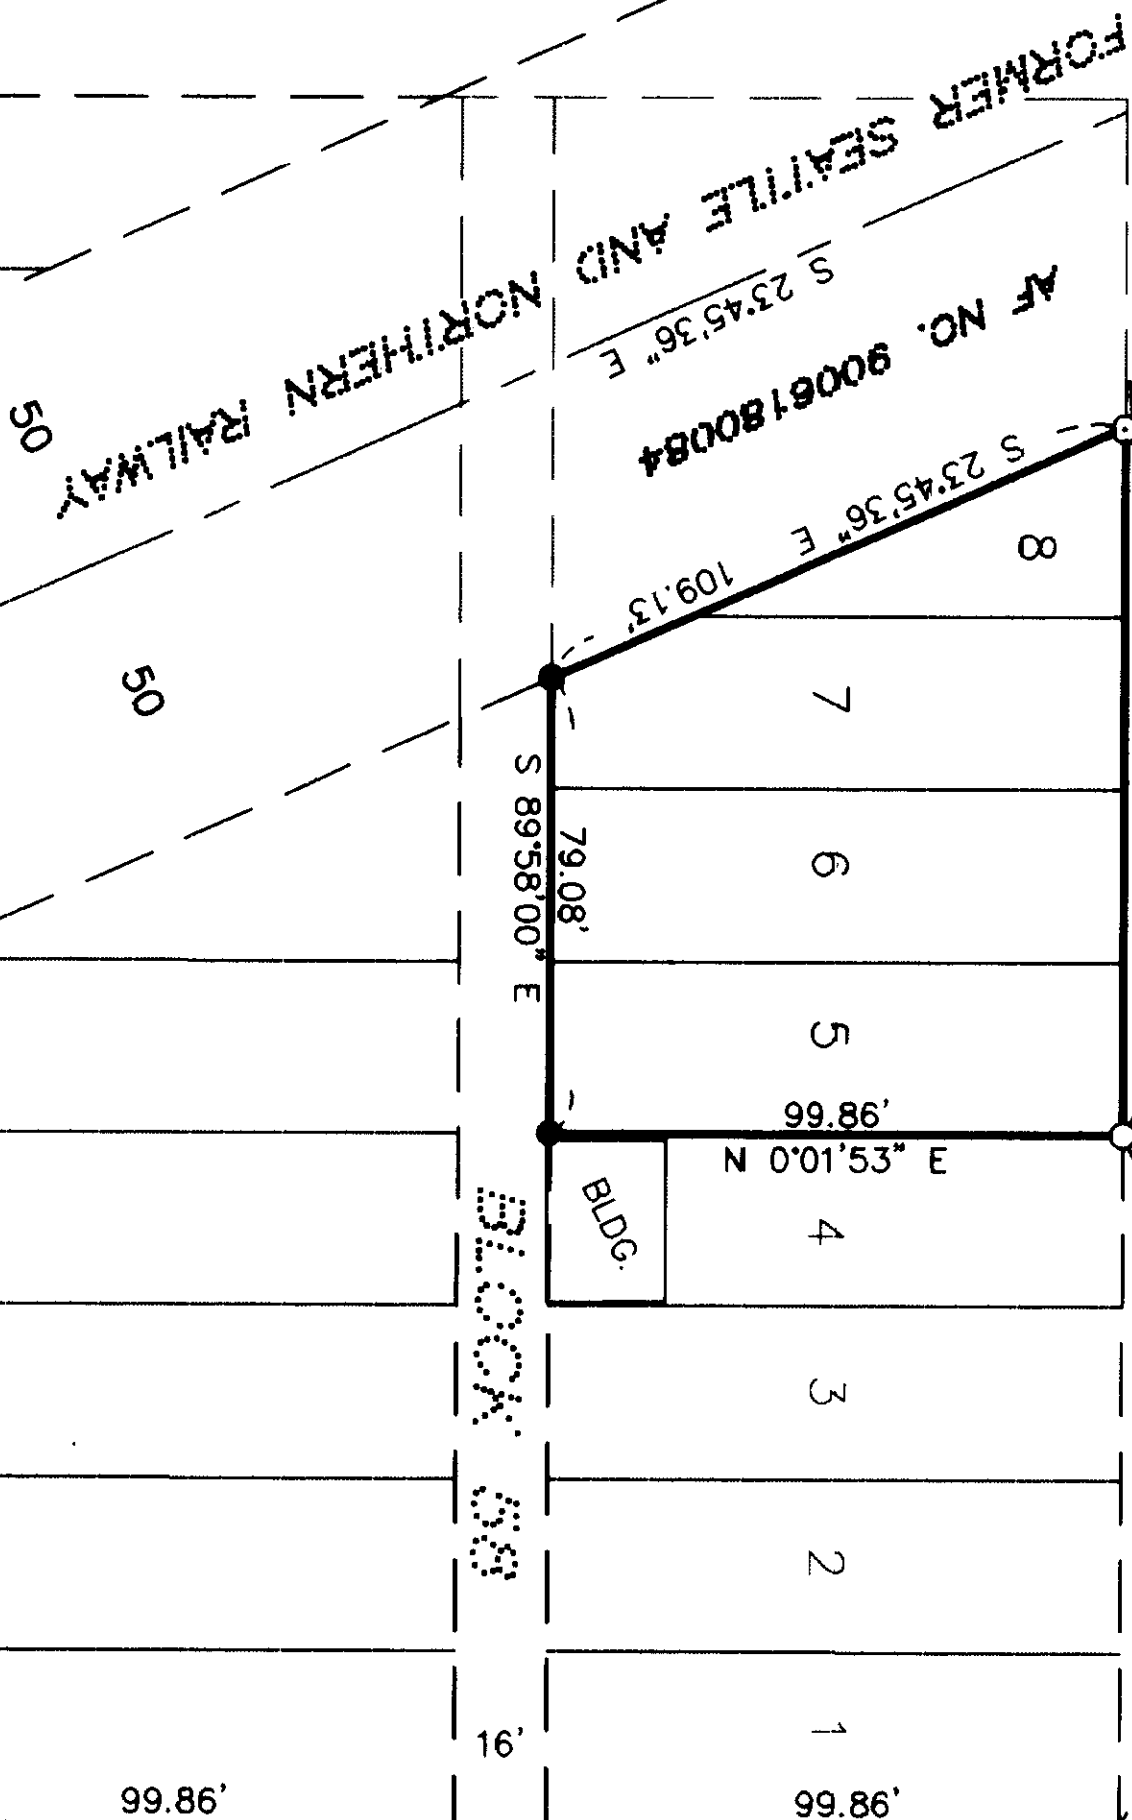 FORMER SEATTLE AND NORTHERN RAILWAY
S 23°45'36" E
AF NO. 9006180084
S 23°45'36" E
109.13'
50
50
8
7
6
5
79.08'
S 89°58'00" E
99.86'
N 0°01'53" E
BLDG.
4
3
2
1
BLOCK 58
16'
99.86'
99.86'